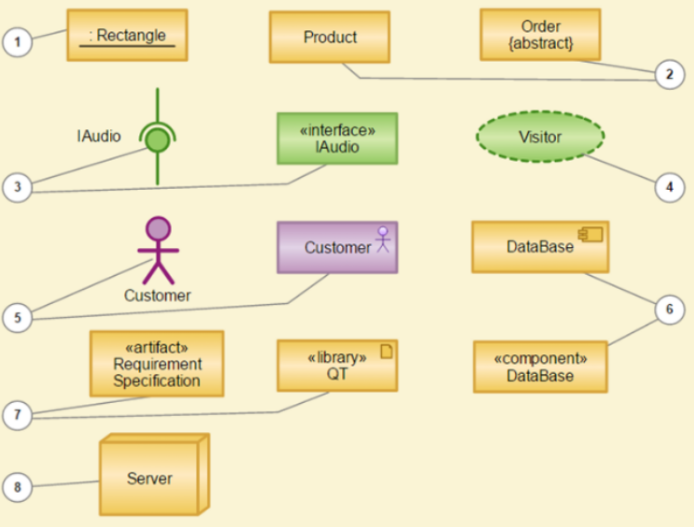 1
: Rectangle
Product
Order
{abstract}
2
IAudio
«interface»
IAudio
Visitor
3
4
Customer
Customer
DataBase
5
6
«artifact»
Requirement
Specification
«library»
QT
«component»
DataBase
7
8
Server